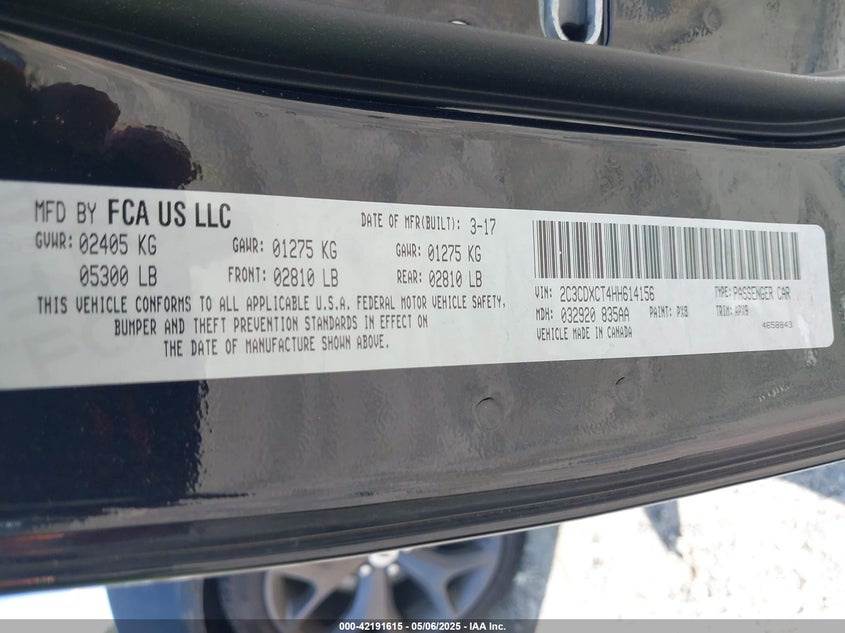 MFD BY FCA US LLC DATE OF MFR(BUILT): 3-17
GVWR: 02405 KG GAWR: 01275 KG GAWR: 01275 KG
05300 LB FRONT: 02810 LB REAR: 02810 LB
THIS VEHICLE CONFORMS TO ALL APPLICABLE U.S.A. FEDERAL MOTOR VEHICLE SAFETY,
BUMPER AND THEFT PREVENTION STANDARDS IN EFFECT ON
THE DATE OF MANUFACTURE SHOWN ABOVE.
VIN: 2C3CDXCT4HH614156 TYPE: PASSENGER CAR
MDH: 032920 835AA PAINT: PX8 TRIM: APX9
VEHICLE MADE IN CANADA 4658843
000-42191615 - 05/06/2025 - IAA Inc.